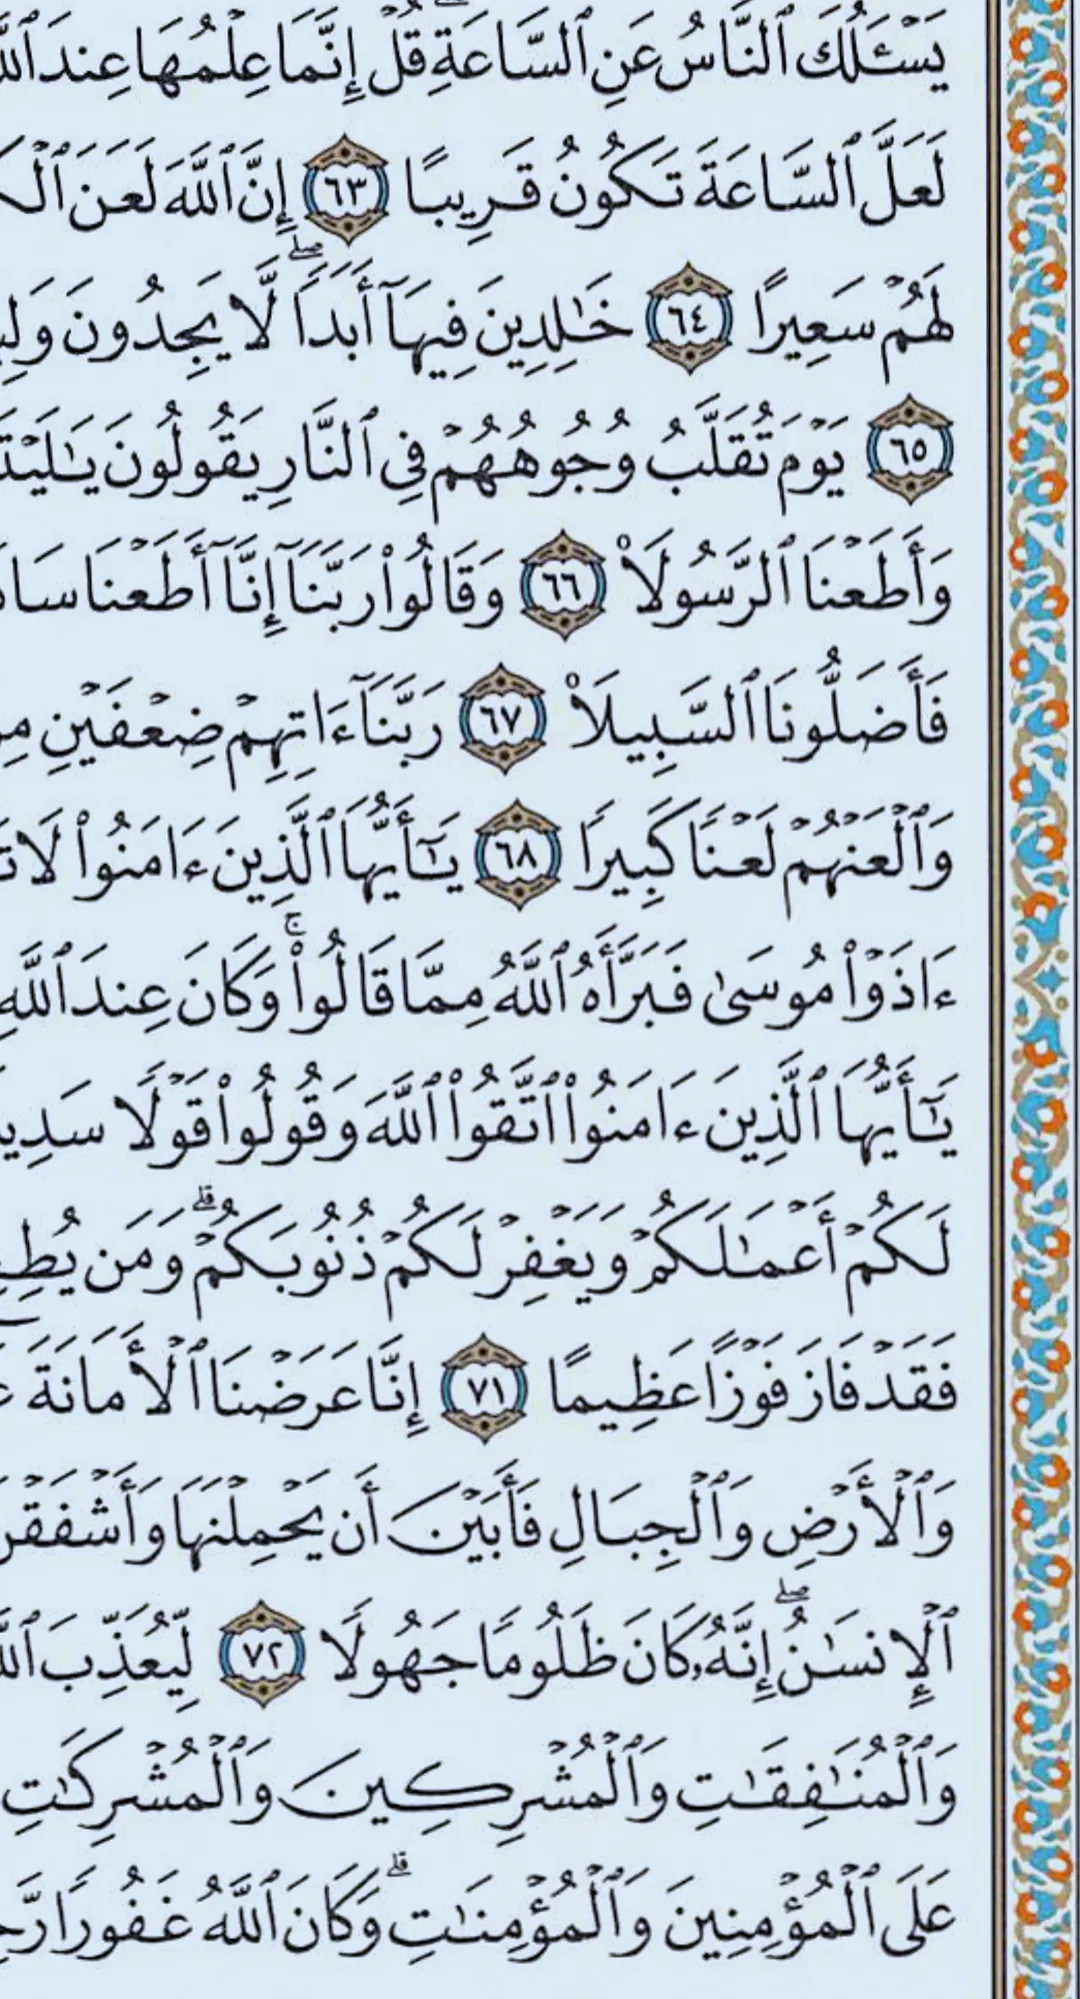 يَسْـَٔلُكَ ٱلنَّاسُ عَنِ ٱلسَّاعَةِۖ قُلْ إِنَّمَا عِلْمُهَا عِندَ
لَعَلَّ ٱلسَّاعَةَ تَكُونُ قَرِيبًا ٦٣ إِنَّ ٱللَّهَ لَعَنَ
لَهُمْ سَعِيرًا ٦٤ خَـٰلِدِينَ فِيهَآ أَبَدًاۖ لَّا يَجِدُونَ
٦٥ يَوْمَ تُقَلَّبُ وُجُوهُهُمْ فِى ٱلنَّارِ يَقُولُونَ
وَأَطَعْنَا ٱلرَّسُولَا۠ ٦٦ وَقَالُوا۟ رَبَّنَآ إِنَّآ أَطَعْنَا
فَأَضَلُّونَا ٱلسَّبِيلَا۠ ٦٧ رَبَّنَآ ءَاتِهِمْ ضِعْفَيْنِ
وَٱلْعَنْهُمْ لَعْنًا كَبِيرًا ٦٨ يَـٰٓأَيُّهَا ٱلَّذِينَ ءَامَنُوا۟ لَا
ءَاذَوْا۟ مُوسَىٰ فَبَرَّأَهُ ٱللَّهُ مِمَّا قَالُوا۟ۚ وَكَانَ عِندَ ٱللَّهِ
يَـٰٓأَيُّهَا ٱلَّذِينَ ءَامَنُوا۟ ٱتَّقُوا۟ ٱللَّهَ وَقُولُوا۟ قَوْلًا
لَكُمْ أَعْمَـٰلَكُمْ وَيَغْفِرْ لَكُمْ ذُنُوبَكُمْۗ وَمَن
فَقَدْ فَازَ فَوْزًا عَظِيمًا ٧١ إِنَّا عَرَضْنَا ٱلْأَمَانَةَ
وَٱلْأَرْضِ وَٱلْجِبَالِ فَأَبَيْنَ أَن يَحْمِلْنَهَا
ٱلْإِنسَـٰنُۖ إِنَّهُۥ كَانَ ظَلُومًا جَهُولًا ٧٢ لِّيُعَذِّبَ
وَٱلْمُنَـٰفِقَـٰتِ وَٱلْمُشْرِكِينَ وَٱلْمُشْرِكَـٰتِ
عَلَى ٱلْمُؤْمِنِينَ وَٱلْمُؤْمِنَـٰتِۗ وَكَانَ ٱللَّهُ غَفُورًا